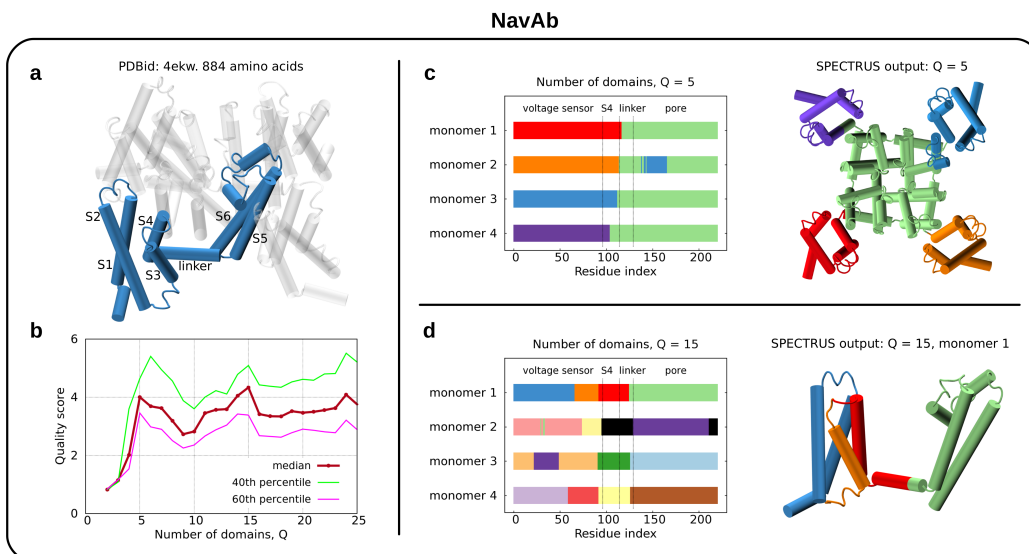 NavAb
a
PDBid: 4ekw. 884 amino acids
S2
S4
S6
S5
S1
S3
linker
b
6
4
2
0
Quality score
median
40th percentile
60th percentile
0 5 10 15 20 25
Number of domains, Q
c
Number of domains, Q = 5
voltage sensor S4 linker pore
monomer 1
monomer 2
monomer 3
monomer 4
0 50 100 150 200
Residue index
SPECTRUS output: Q = 5
d
Number of domains, Q = 15
voltage sensor S4 linker pore
monomer 1
monomer 2
monomer 3
monomer 4
0 50 100 150 200
Residue index
SPECTRUS output: Q = 15, monomer 1